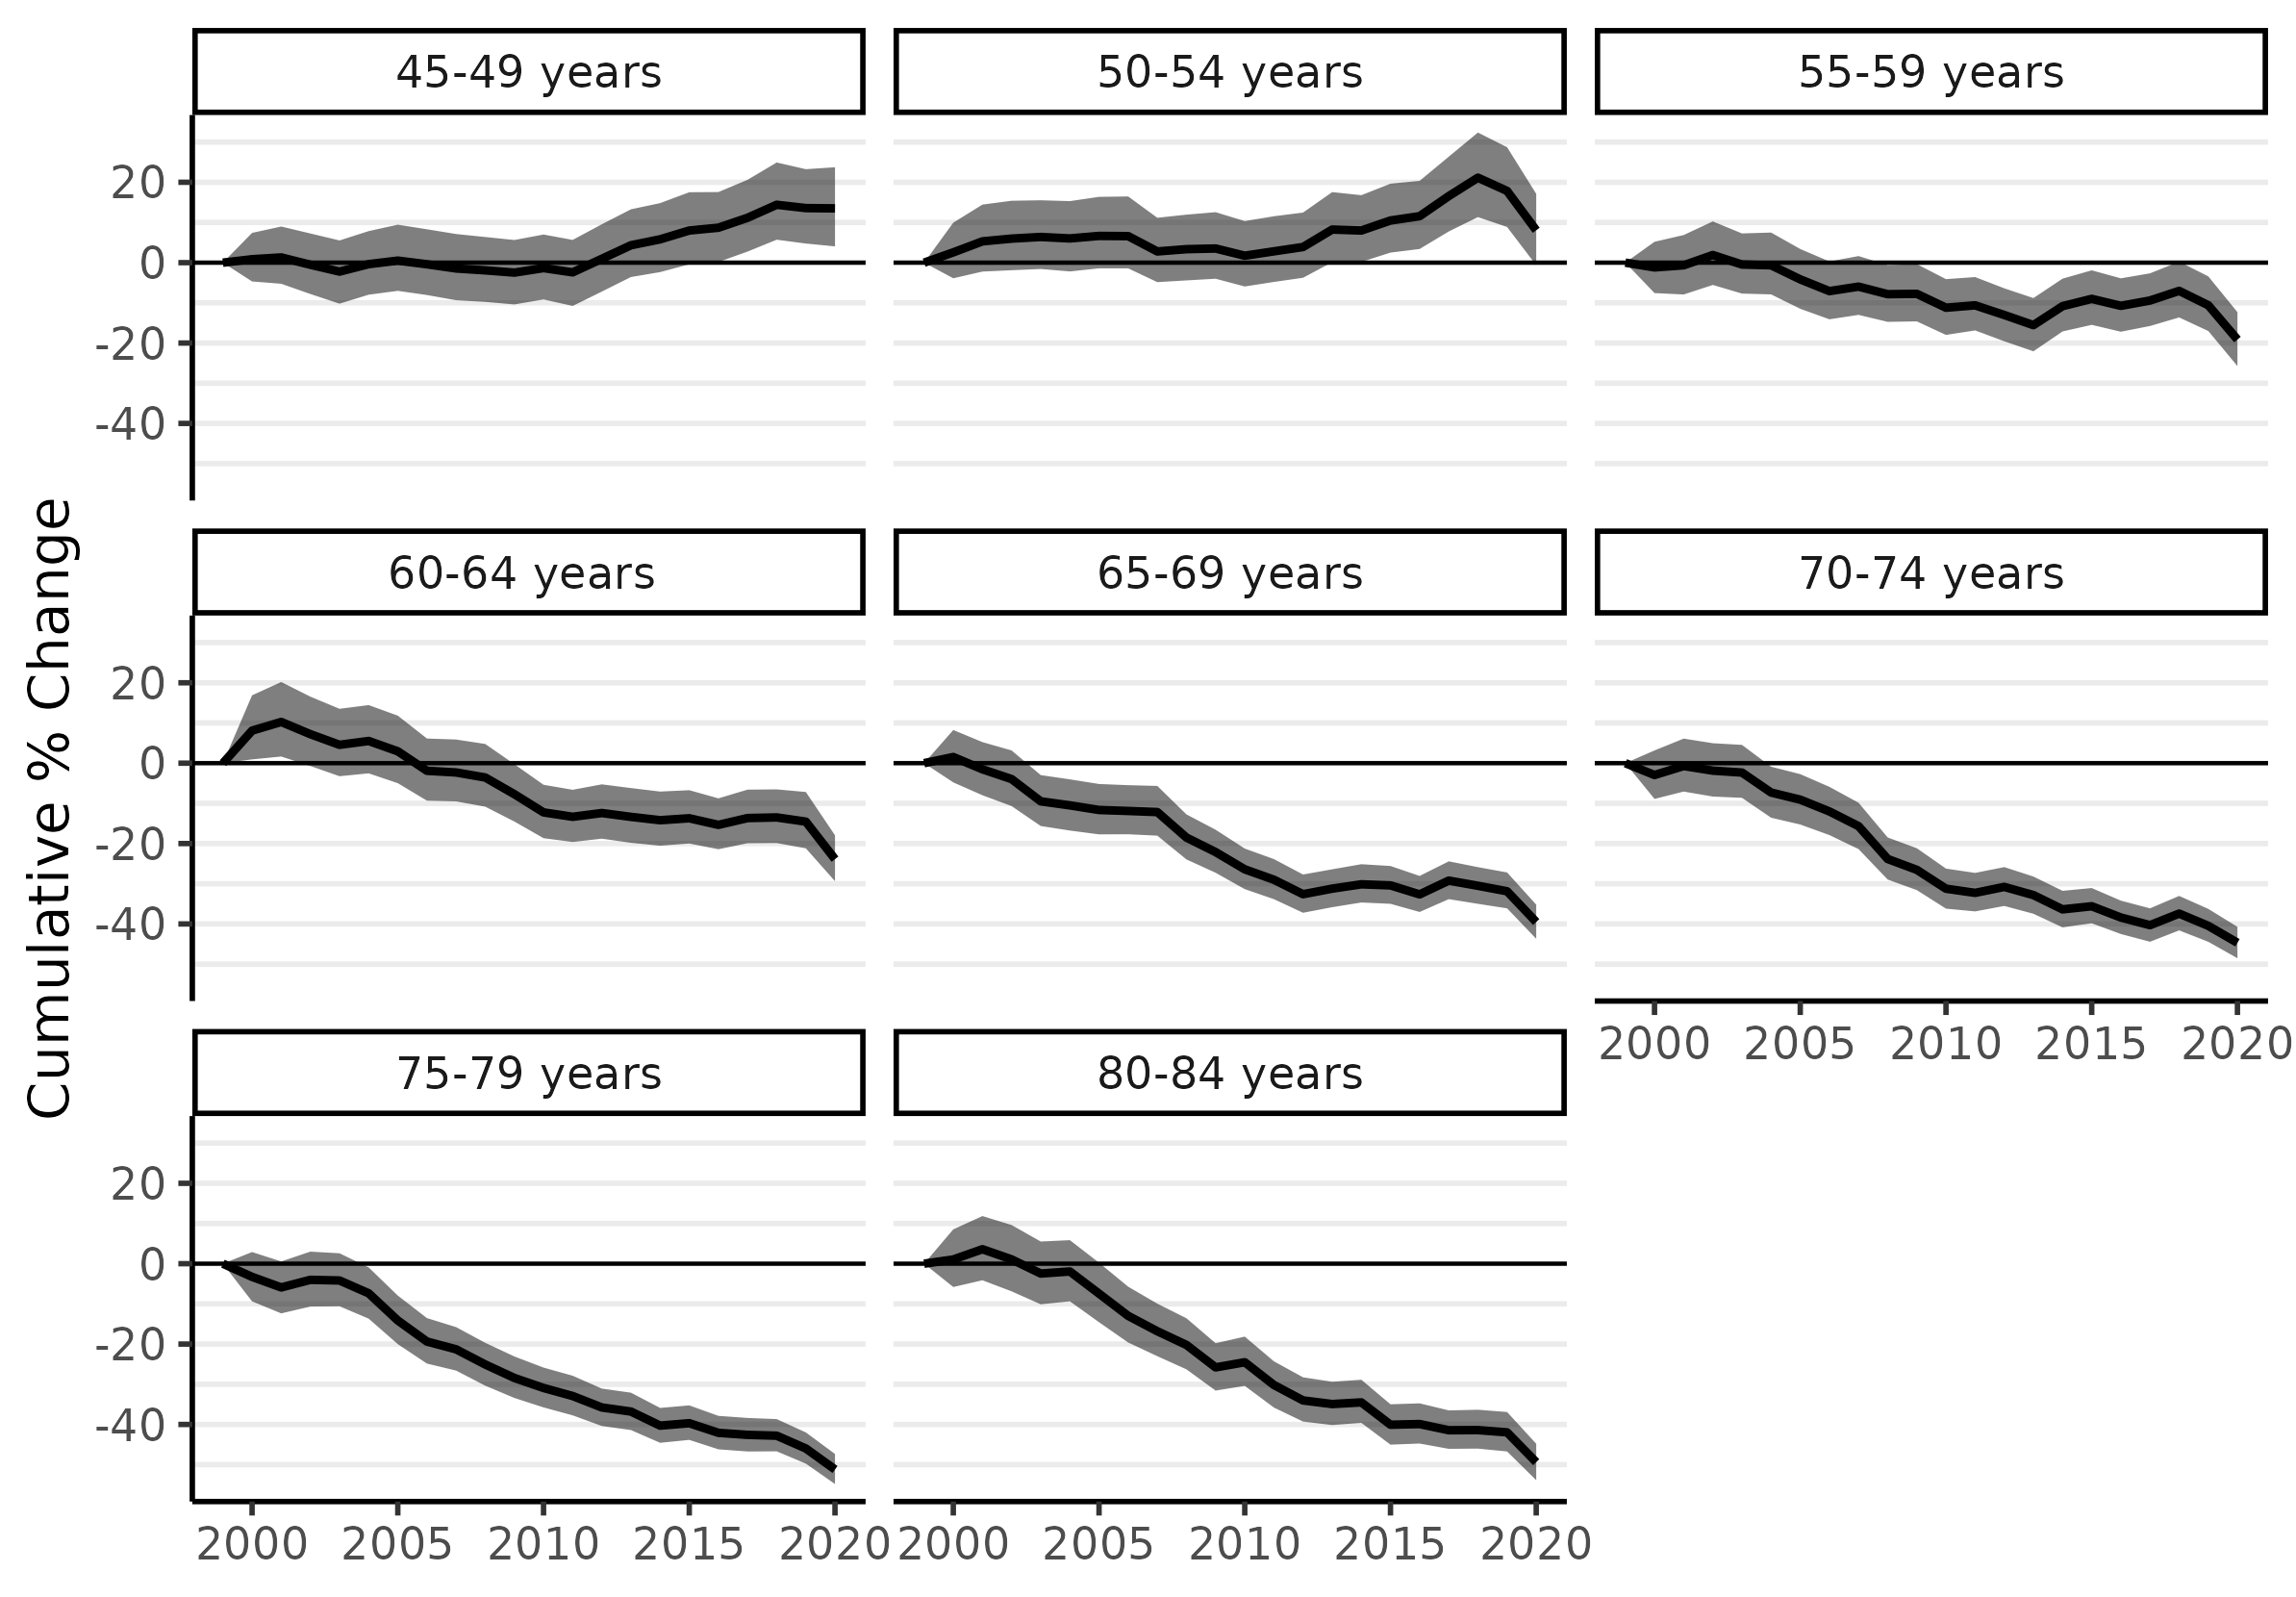 45-49 years
50-54 years
55-59 years
20
0
-20
-40
Cumulative % Change
60-64 years
65-69 years
70-74 years
20
0
-20
-40
2000 2005 2010 2015 2020
75-79 years
80-84 years
20
0
-20
-40
2000 2005 2010 2015 2020
2000 2005 2010 2015 2020